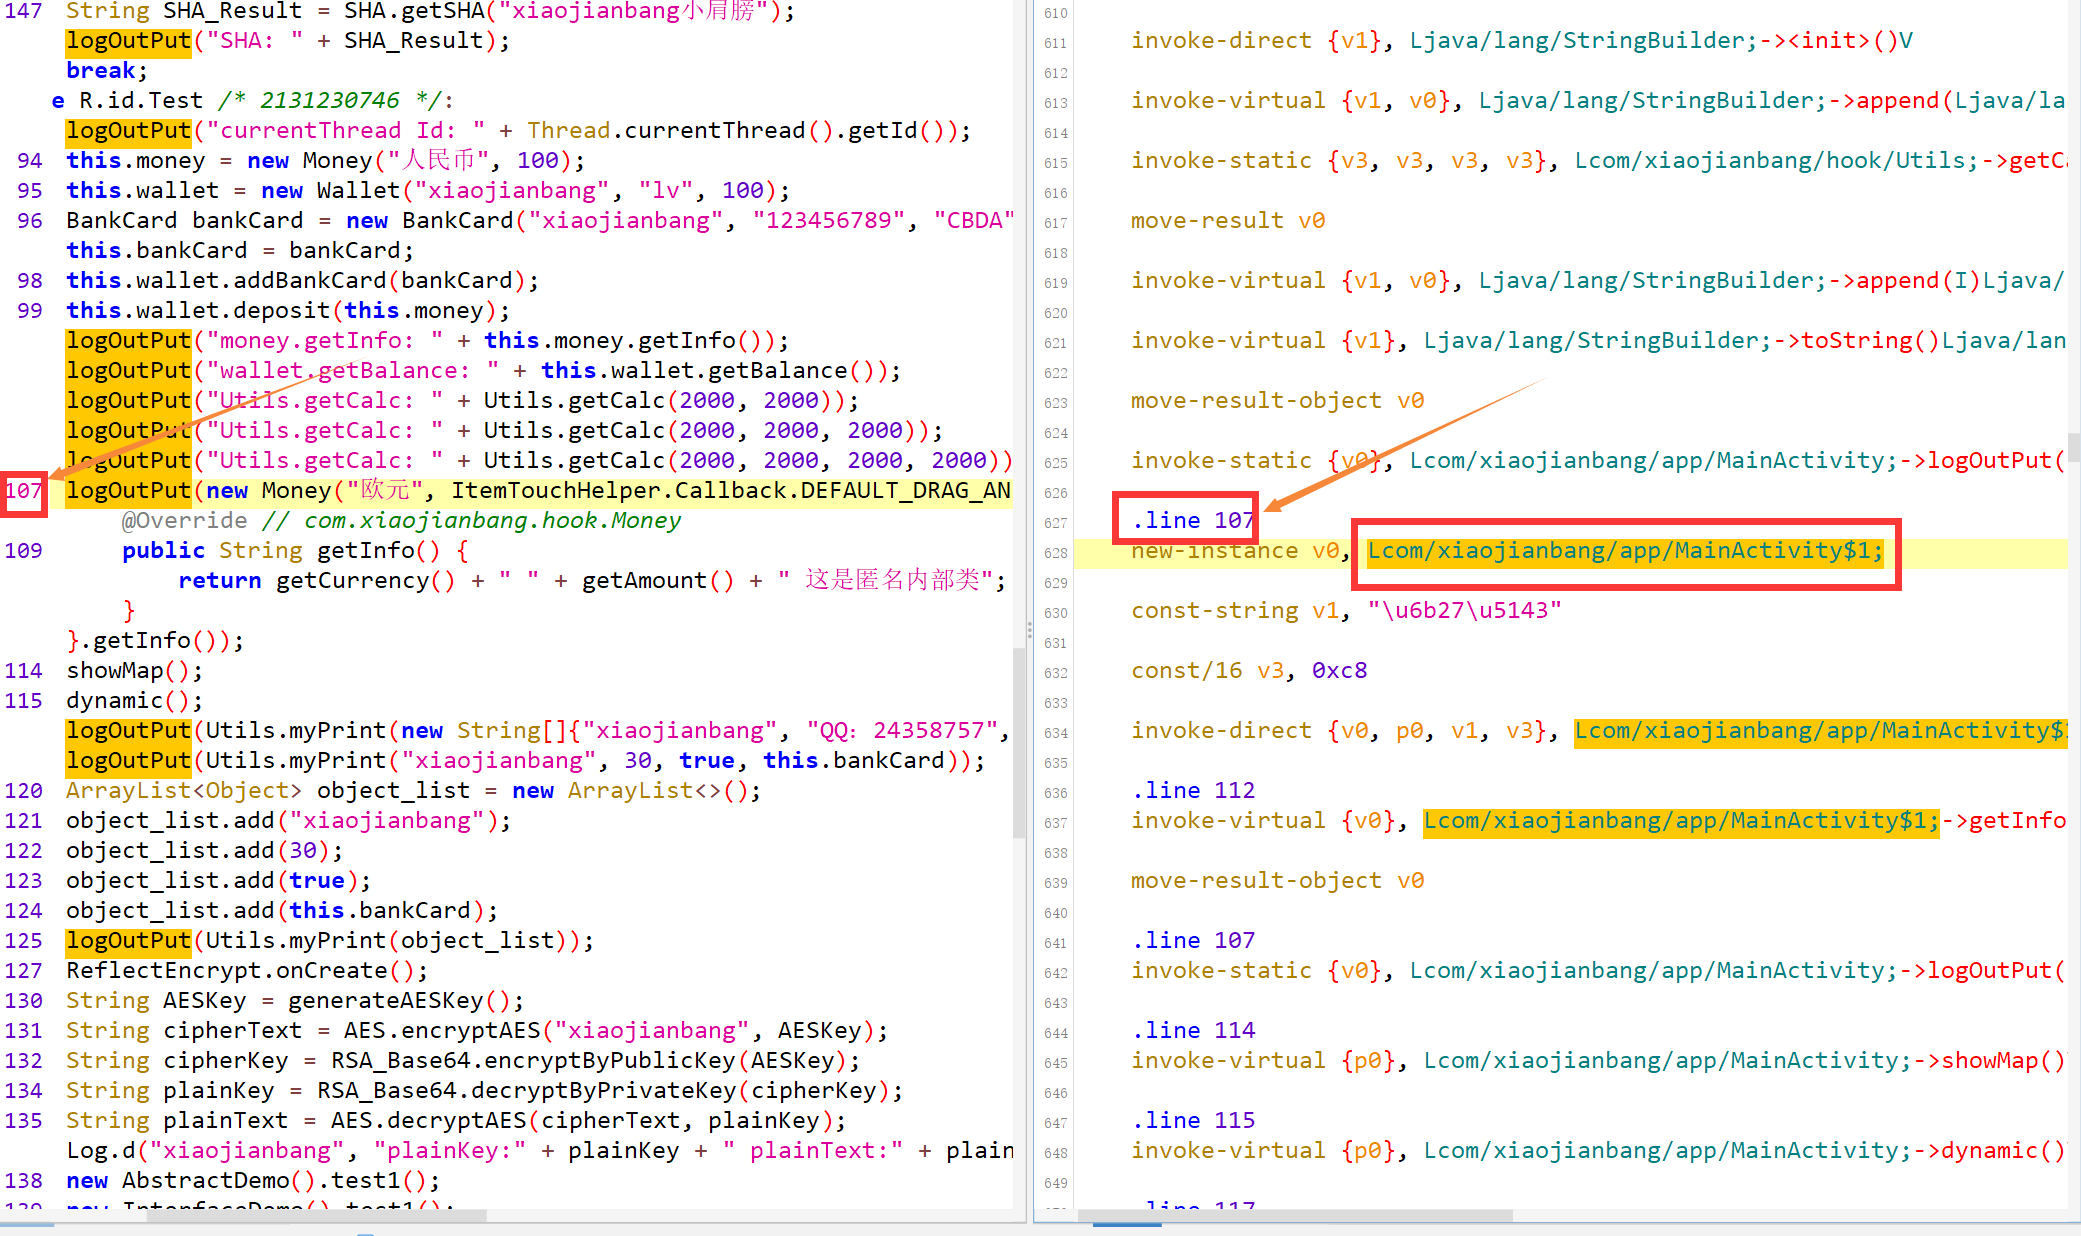 147 String SHA_Result = SHA.getSHA("xiaojianbang小肩膀");
logOutPut("SHA: " + SHA_Result);
break;
e R.id.Test /* 2131230746 */:
logOutPut("currentThread Id: " + Thread.currentThread().getId());
94 this.money = new Money("人民币", 100);
95 this.wallet = new Wallet("xiaojianbang", "lv", 100);
96 BankCard bankCard = new BankCard("xiaojianbang", "123456789", "CBDA"
this.bankCard = bankCard;
98 this.wallet.addBankCard(bankCard);
99 this.wallet.deposit(this.money);
logOutPut("money.getInfo: " + this.money.getInfo());
logOutPut("wallet.getBalance: " + this.wallet.getBalance());
logOutPut("Utils.getCalc: " + Utils.getCalc(2000, 2000));
logOutPut("Utils.getCalc: " + Utils.getCalc(2000, 2000, 2000));
logOutPut("Utils.getCalc: " + Utils.getCalc(2000, 2000, 2000, 2000))
107 logOutPut(new Money("欧元", ItemTouchHelper.Callback.DEFAULT_DRAG_AN
@Override // com.xiaojianbang.hook.Money
109 public String getInfo() {
return getCurrency() + " " + getAmount() + " 这是匿名内部类";
}
}.getInfo());
114 showMap();
115 dynamic();
logOutPut(Utils.myPrint(new String[]{"xiaojianbang", "QQ: 24358757",
logOutPut(Utils.myPrint("xiaojianbang", 30, true, this.bankCard));
120 ArrayList<Object> object_list = new ArrayList<>();
121 object_list.add("xiaojianbang");
122 object_list.add(30);
123 object_list.add(true);
124 object_list.add(this.bankCard);
125 logOutPut(Utils.myPrint(object_list));
127 ReflectEncrypt.onCreate();
130 String AESKey = generateAESKey();
131 String cipherText = AES.encryptAES("xiaojianbang", AESKey);
132 String cipherKey = RSA_Base64.encryptByPublicKey(AESKey);
134 String plainKey = RSA_Base64.decryptByPrivateKey(cipherKey);
135 String plainText = AES.decryptAES(cipherText, plainKey);
Log.d("xiaojianbang", "plainKey:" + plainKey + " plainText:" + plain
138 new AbstractDemo().test1();
139 new InterfaceDemo().test1();
610
611 invoke-direct {v1}, Ljava/lang/StringBuilder;-><init>()V
612
613 invoke-virtual {v1, v0}, Ljava/lang/StringBuilder;->append(Ljava/la
614
615 invoke-static {v3, v3, v3, v3}, Lcom/xiaojianbang/hook/Utils;->getCa
616
617 move-result v0
618
619 invoke-virtual {v1, v0}, Ljava/lang/StringBuilder;->append(I)Ljava/
620
621 invoke-virtual {v1}, Ljava/lang/StringBuilder;->toString()Ljava/lan
622
623 move-result-object v0
624
625 invoke-static {v0}, Lcom/xiaojianbang/app/MainActivity;->logOutPut(
626
627 .line 107
628 new-instance v0, Lcom/xiaojianbang/app/MainActivity$1;
629
630 const-string v1, "\u6b27\u5143"
631
632 const/16 v3, 0xc8
633
634 invoke-direct {v0, p0, v1, v3}, Lcom/xiaojianbang/app/MainActivity$1
635
636 .line 112
637 invoke-virtual {v0}, Lcom/xiaojianbang/app/MainActivity$1;->getInfo
638
639 move-result-object v0
640
641 .line 107
642 invoke-static {v0}, Lcom/xiaojianbang/app/MainActivity;->logOutPut(
643
644 .line 114
645 invoke-virtual {p0}, Lcom/xiaojianbang/app/MainActivity;->showMap()
646
647 .line 115
648 invoke-virtual {p0}, Lcom/xiaojianbang/app/MainActivity;->dynamic()
649
.line 117